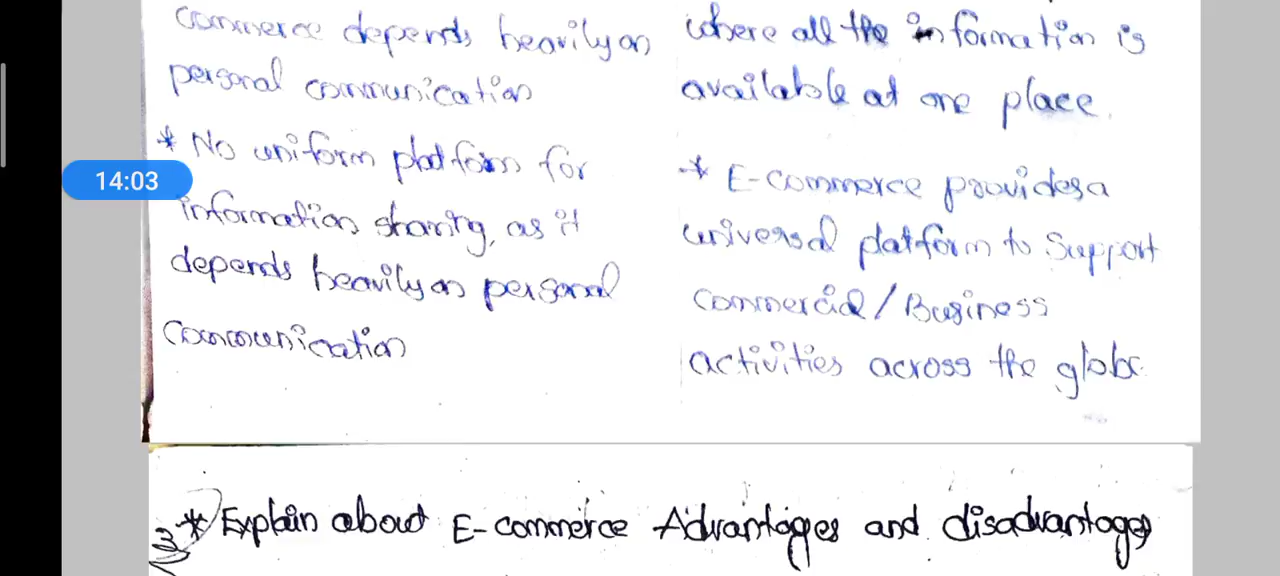 commerce depends heavily on
personal communication
* No uniform platform for
information sharing, as it
depends heavily on personal
communication
where all the information is
available at one place.
* E-commerce provides a
universal platform to support
commercial/Business
activities across the globe
14:03
3* Explain about E-commerce Advantages and disadvantages